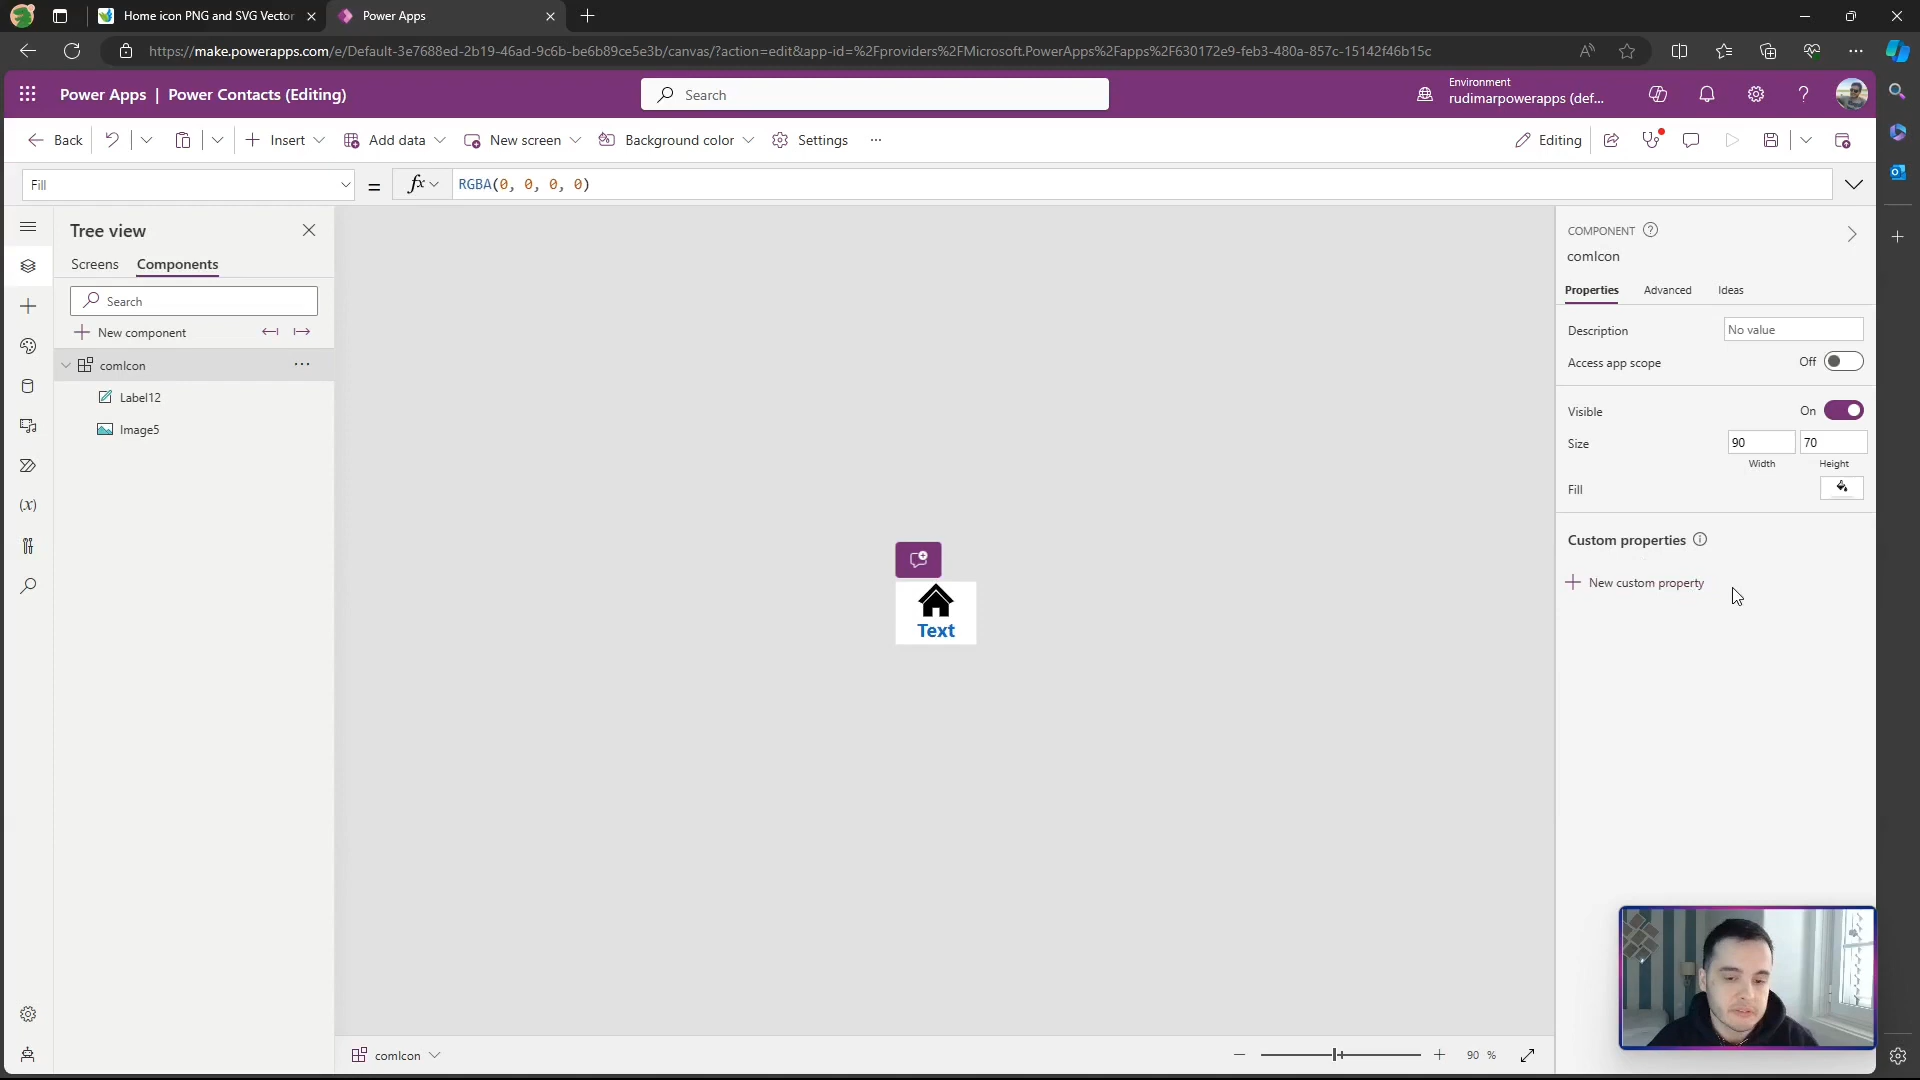 Home icon PNG and SVG Vector
Power Apps
https://make.powerapps.com/e/Default-3e7688ed-2b19-46ad-9c6b-be6b89ce5e3b/canvas/?action=edit&app-id=%2Fproviders%2FMicrosoft.PowerApps%2Fapps%2F630172e9-feb3-480a-857c-15142f46b15c
Power Apps | Power Contacts (Editing)
Search
Environment
rudimarpowerapps (def...
Back
Insert
Add data
New screen
Background color
Settings
Editing
Fill
=
fx
RGBA(0, 0, 0, 0)
Tree view
Screens
Components
Search
New component
comIcon
Label12
Image5
Text
COMPONENT
comIcon
Properties
Advanced
Ideas
Description
No value
Access app scope
Off
Visible
On
Size
90
70
Width
Height
Fill
Custom properties
New custom property
comIcon
90 %